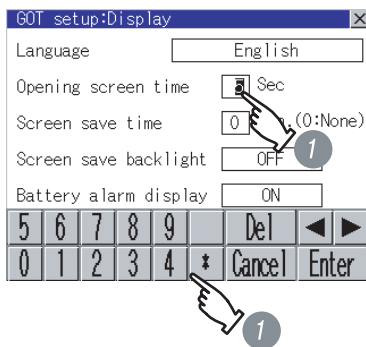 GOT setup:Display
Language English
Opening screen time 5 Sec
Screen save time 0 .(0:None)
Screen save backlight OFF
Battery alarm display ON
5 6 7 8 9 Del ◀ ▶
0 1 2 3 4 * Cancel Enter
1
1